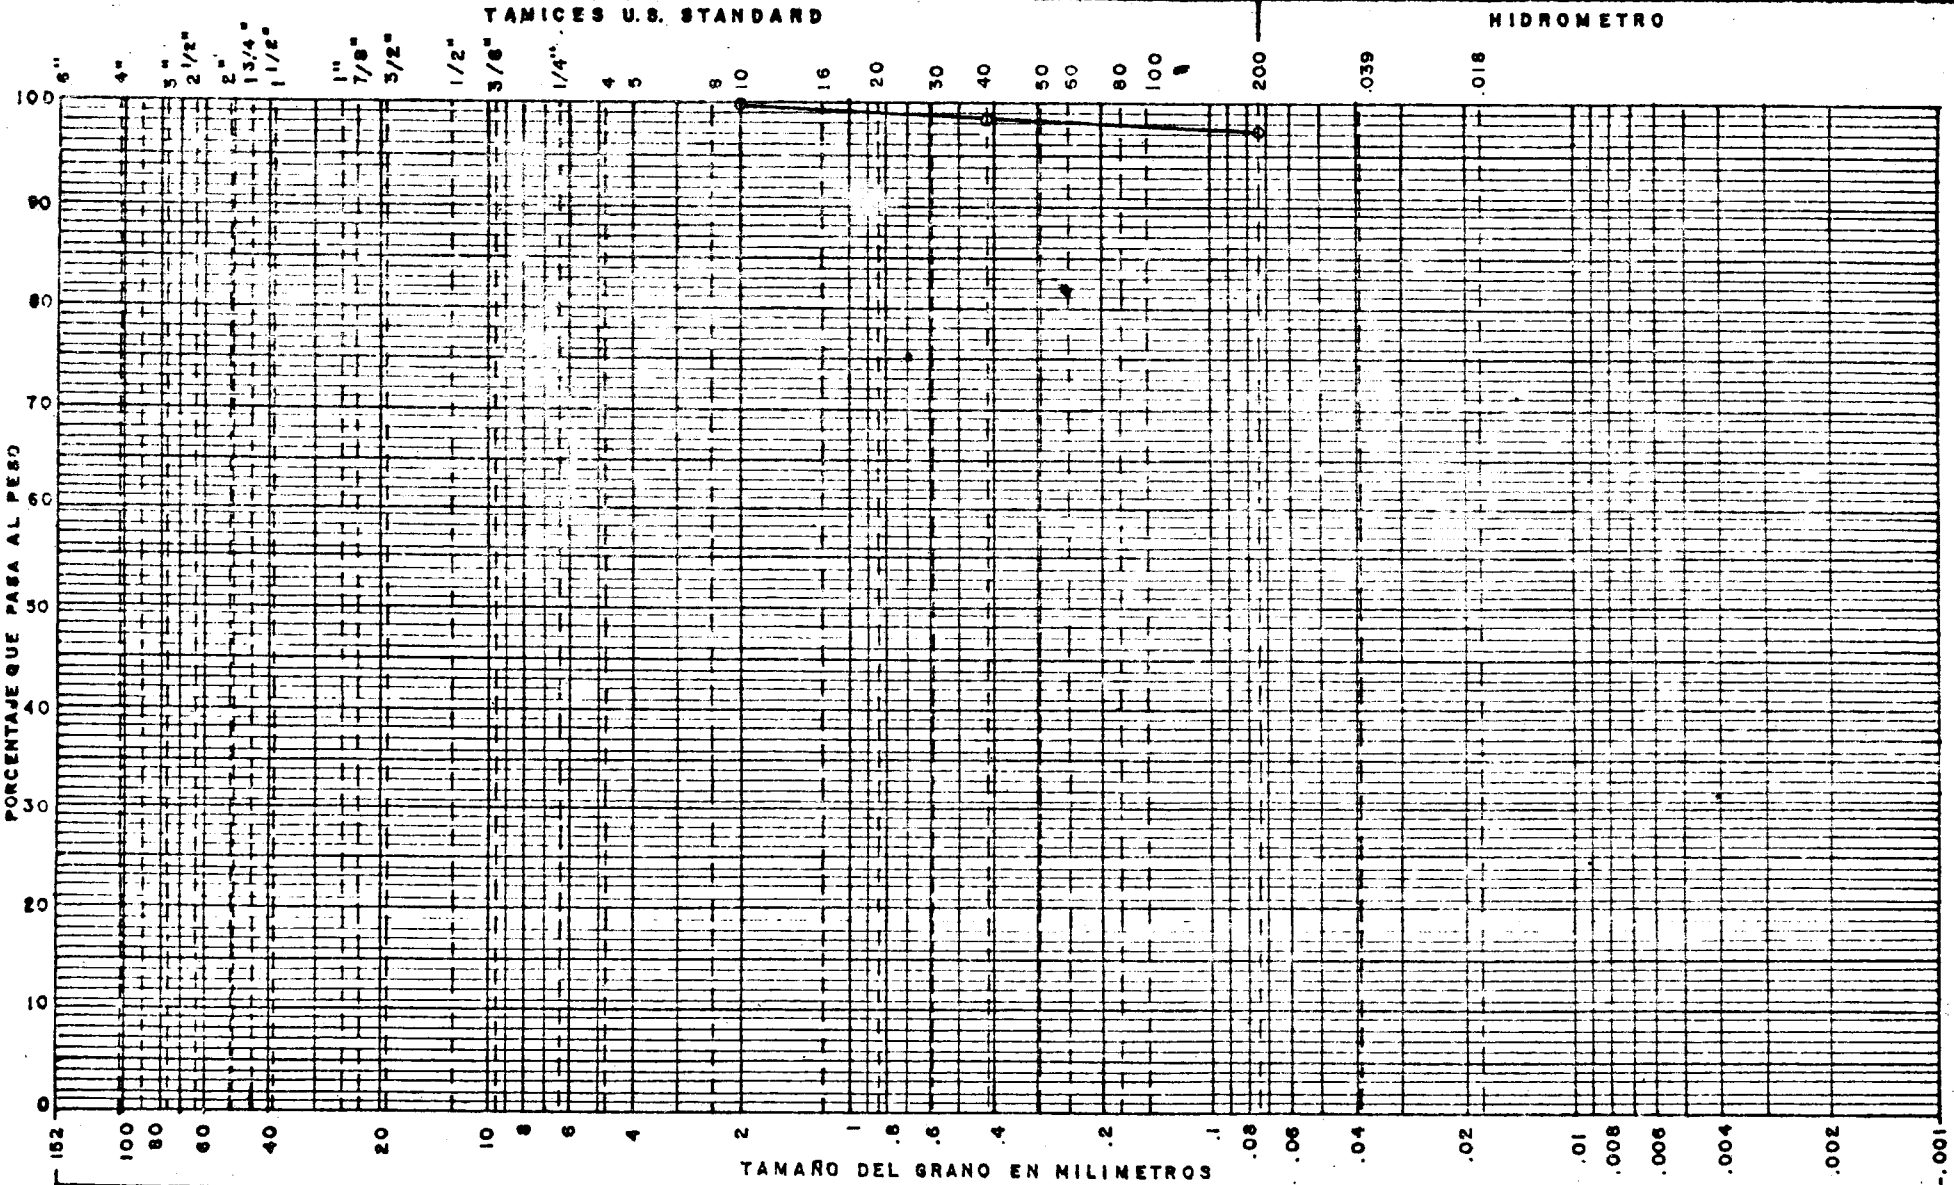 TAMICES U.S. STANDARD
HIDROMETRO
6" 4" 3" 2 1/2" 2" 1 3/4" 1 1/2" 1" 7/8" 3/2" 1/2" 3/8" 1/4" 4 5 8 10 16 20 30 40 50 60 80 100 200 .039 .018
100
90
80
70
60
50
40
30
20
10
0
PORCENTAJE QUE PASA AL PESO
152 100 80 60 40 20 10 8 6 4 2 1 .8 .6 .4 .2 .1 .08 .06 .04 .02 .01 .008 .006 .004 .002 .001
TAMAÑO DEL GRANO EN MILIMETROS